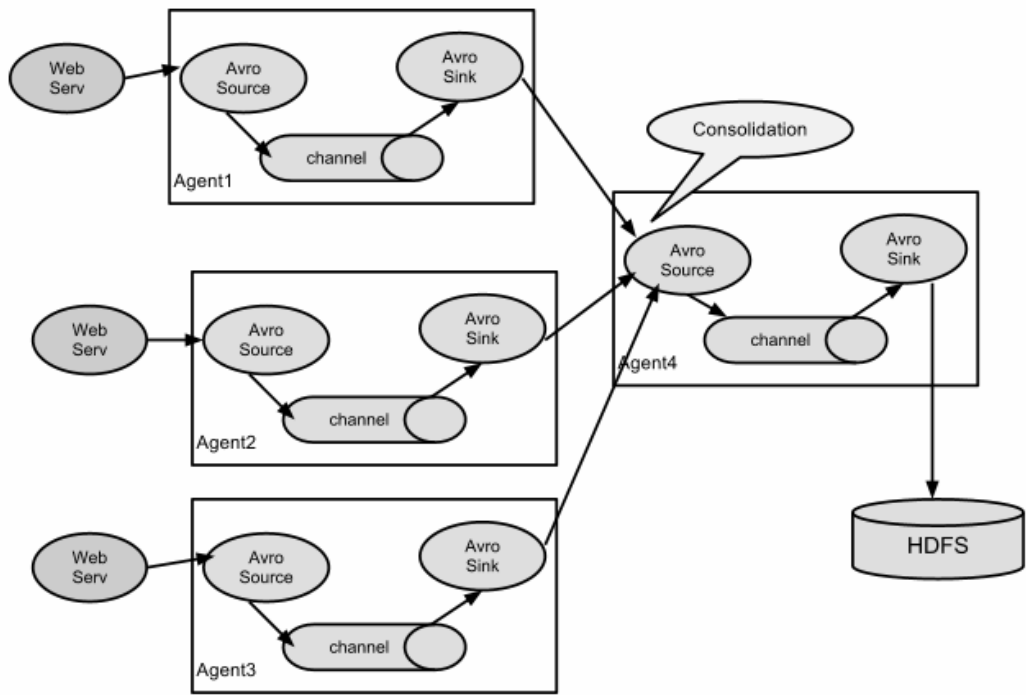 Web
Serv
Avro
Source
Avro
Sink
channel
Agent1
Consolidation
Avro
Source
Avro
Sink
channel
Agent4
Web
Serv
Avro
Source
Avro
Sink
channel
Agent2
HDFS
Web
Serv
Avro
Source
Avro
Sink
channel
Agent3